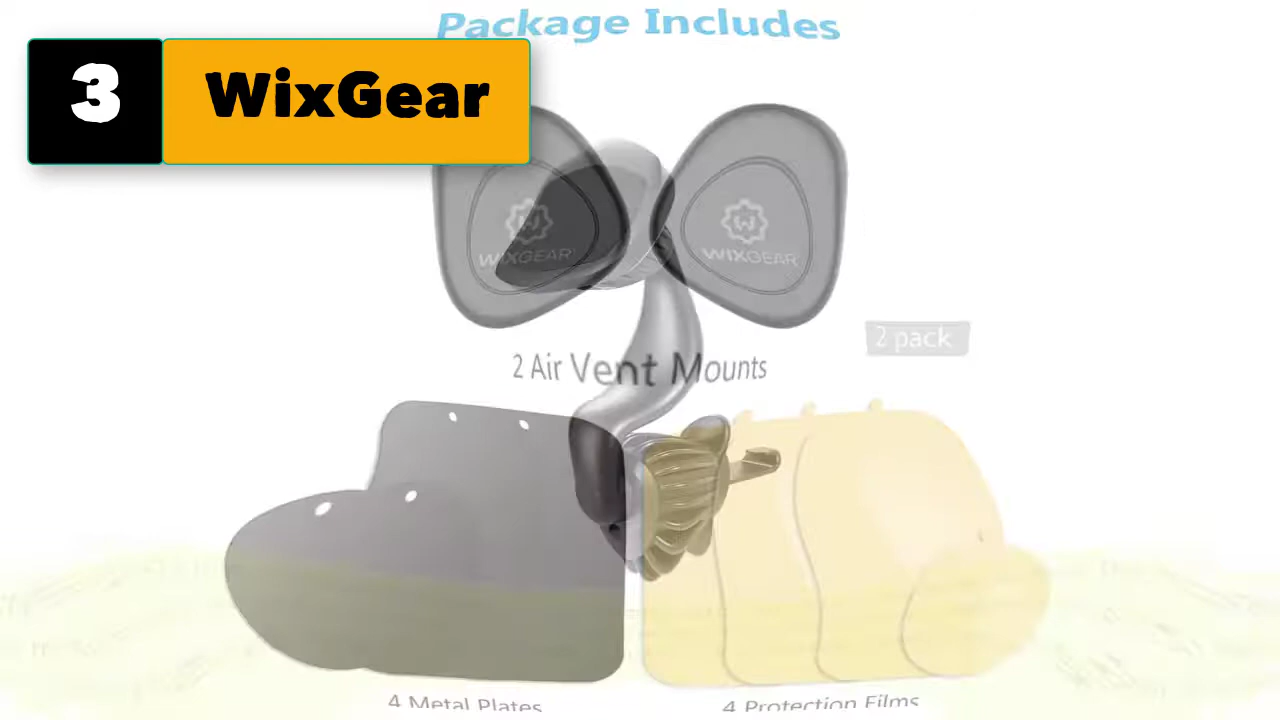 Package Includes
3 WixGear
WIXGEAR
WIXGEAR
2 pack
2 Air Vent Mounts
4 Metal Plates
4 Protection Films